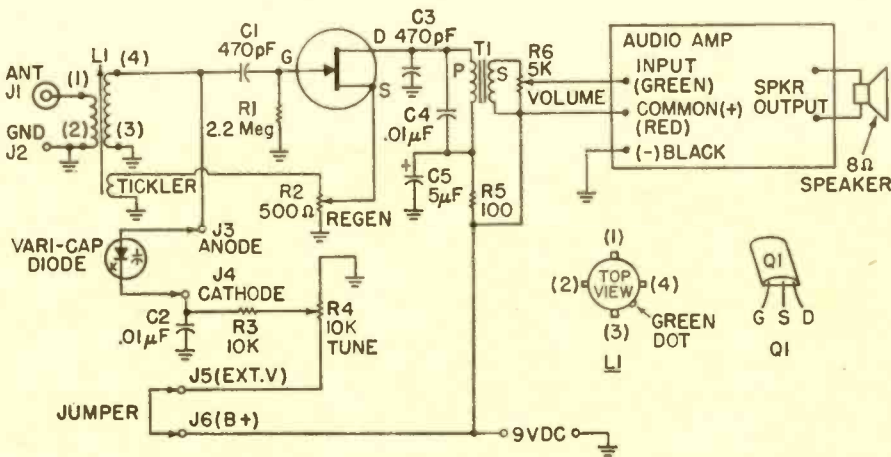 ANT
J1
(1)
L1
(4)
GND
J2
(2)
(3)
TICKLER
C1
470pF
G
R1
2.2 Meg
D
S
C3
470 pF
C4
.01μF
+
C5
5μF
T1
P
S
R6
5K
VOLUME
R5
100
R2
500Ω
REGEN
AUDIO AMP
INPUT
(GREEN)
COMMON(+)
(RED)
(-)BLACK
SPKR
OUTPUT
8Ω
SPEAKER
VARI-CAP
DIODE
J3
ANODE
J4
CATHODE
C2
.01μF
R3
10K
R4
10K
TUNE
J5(EXT.V)
JUMPER
J6(B+)
9VDC
(1)
(2)
TOP
VIEW
(4)
(3)
GREEN
DOT
L1
Q1
G S D
Q1